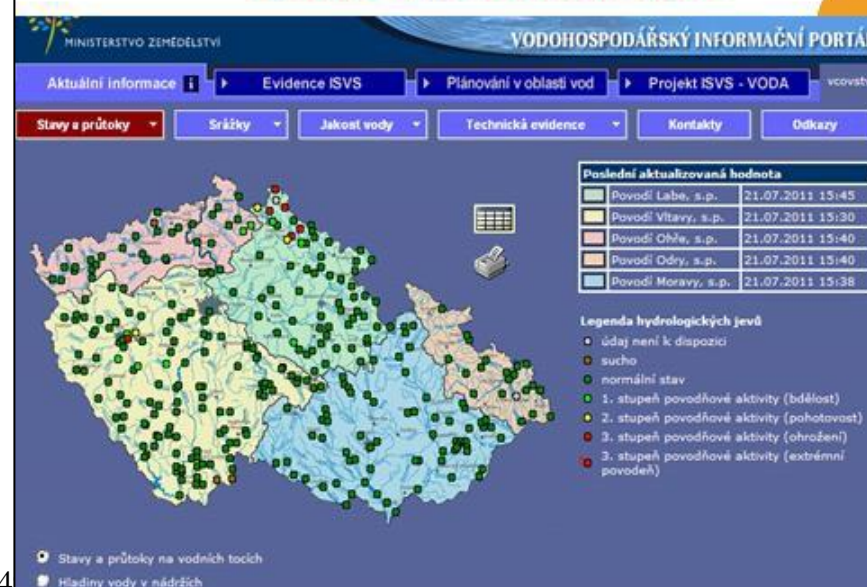 MINISTERSTVO ZEMĚDĚLSTVÍ
VODOHOSPODÁŘSKÝ INFORMAČNÍ PORTÁ
Aktuální informace i
Evidence ISVS
Plánování v oblasti vod
Projekt ISVS - VODA
vcovsty
Stavy a průtoky
Srážky
Jakost vody
Technická evidence
Kontakty
Odkazy
Poslední aktualizovaná hodnota
Povodí Labe, s.p. 21.07.2011 15:45
Povodí Vltavy, s.p. 21.07.2011 15:30
Povodí Ohře, s.p. 21.07.2011 15:40
Povodí Odry, s.p. 21.07.2011 15:40
Povodí Moravy, s.p. 21.07.2011 15:38
Legenda hydrologických jevů
údaj není k dispozici
sucho
normální stav
1. stupeň povodňové aktivity (bdělost)
2. stupeň povodňové aktivity (pohotovost)
3. stupeň povodňové aktivity (ohrožení)
3. stupeň povodňové aktivity (extrémní
povodeň)
Stavy a průtoky na vodních tocích
Hladiny vody v nádržích
4